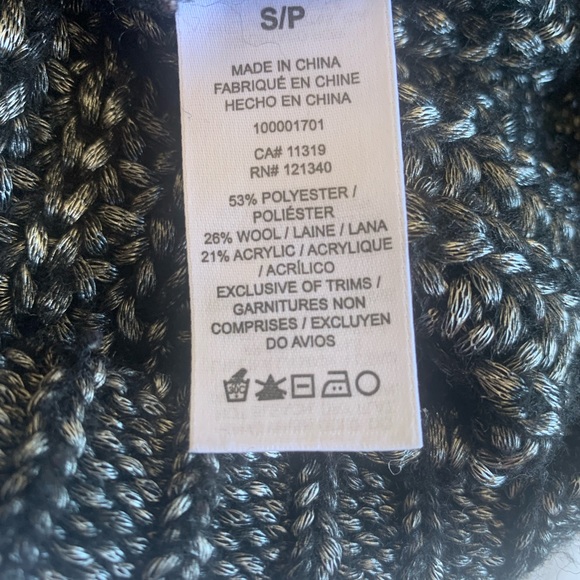 S/P
MADE IN CHINA
FABRIQUÉ EN CHINE
HECHO EN CHINA
100001701
CA# 11319
RN# 121340
53% POLYESTER /
POLIÉSTER
26% WOOL / LAINE / LANA
21% ACRYLIC / ACRYLIQUE
/ ACRÍLICO
EXCLUSIVE OF TRIMS /
GARNITURES NON
COMPRISES / EXCLUYEN
DO AVIOS